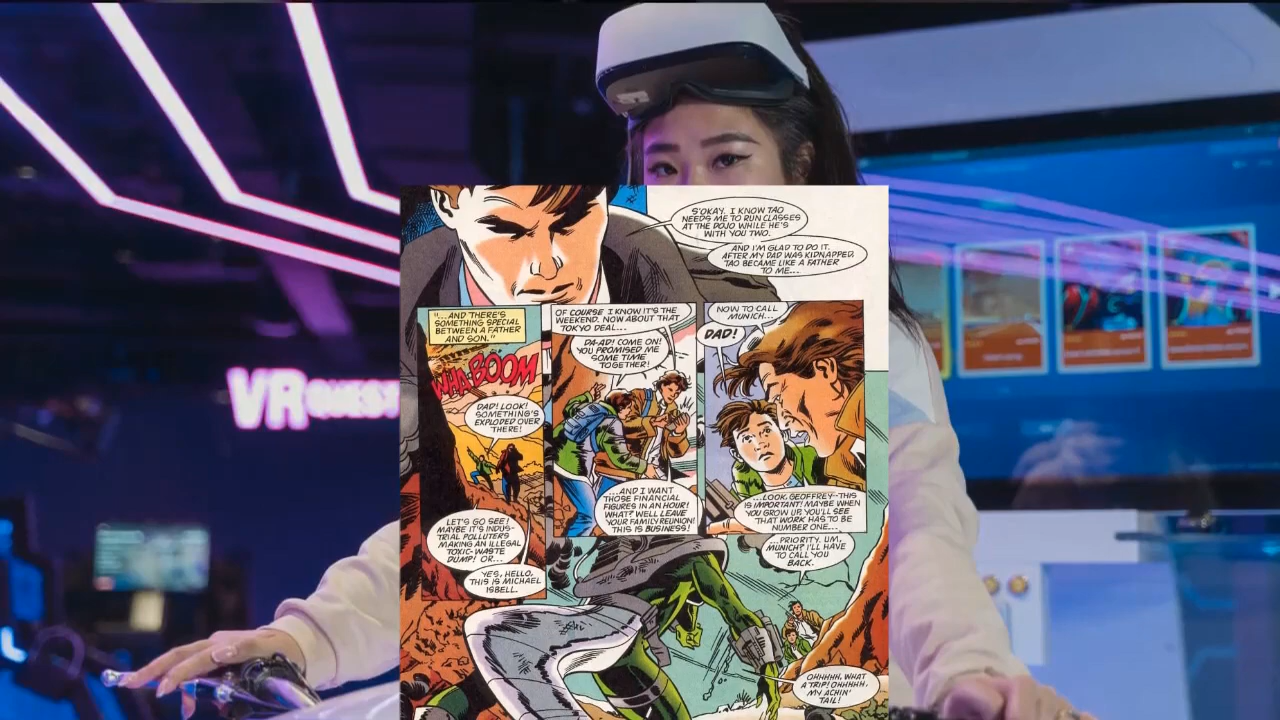 S'OKAY. I KNOW TAO
NEEDS ME TO RUN CLASSES
AT THE DOJO WHILE HE'S
WITH YOU TWO.
AND I'M GLAD TO DO IT.
AFTER MY DAD WAS KIDNAPPED,
TAO BECAME LIKE A FATHER
TO ME...
"...AND THERE'S
SOMETHING SPECIAL
BETWEEN A FATHER
AND SON."
WHA-BOOM
DAD! LOOK!
SOMETHING'S
EXPLODED OVER
THERE!
LET'S GO SEE!
MAYBE IT'S INDUS-
TRIAL POLLUTERS
MAKING AN ILLEGAL
TOXIC-WASTE
DUMP! OR...
YES, HELLO.
THIS IS MICHAEL
ISBELL.
OF COURSE I KNOW IT'S THE
WEEKEND. NOW ABOUT THAT
TOKYO DEAL...
DA-AD! COME ON!
YOU PROMISED ME
SOME TIME
TOGETHER!
...AND I WANT
THOSE FINANCIAL
FIGURES IN AN HOUR!
WHAT? WE'LL LEAVE
YOUR FAMILY REUNION!
THIS IS BUSINESS!
NOW TO CALL
MUNICH...
DAD!
...LOOK, GEOFFREY--THIS
IS IMPORTANT! MAYBE WHEN
YOU GROW UP, YOU'LL SEE
THAT WORK HAS TO BE
NUMBER ONE...
...PRIORITY. UM,
MUNICH? I'LL HAVE
TO CALL YOU
BACK.
OHHHHH, WHAT
A TRIP! OHHHHH,
MY ACHIN'
TAIL!
VR QUEST